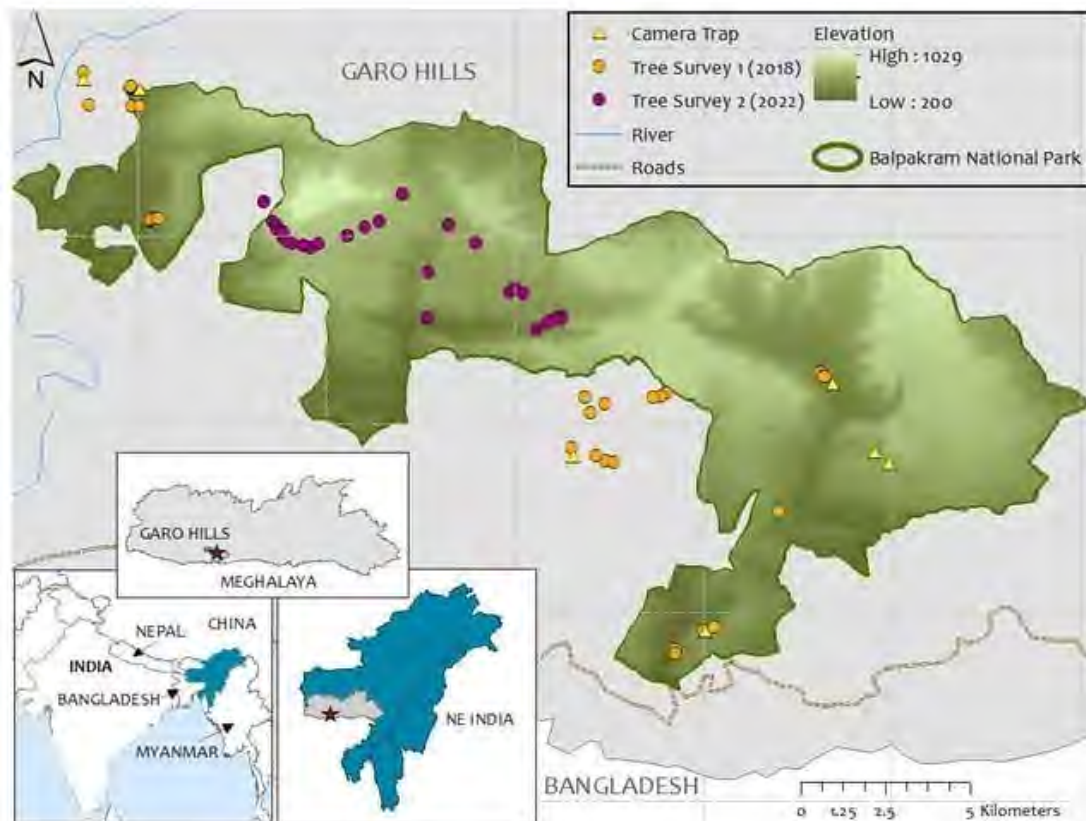 N
GARO HILLS
Camera Trap
Tree Survey 1 (2018)
Tree Survey 2 (2022)
River
Roads
Elevation
High : 1029
Low : 200
Balpakram National Park
GARO HILLS
MEGHALAYA
CHINA
NEPAL
INDIA
BANGLADESH
MYANMAR
NE INDIA
BANGLADESH
0 1.25 2.5 5 Kilometers